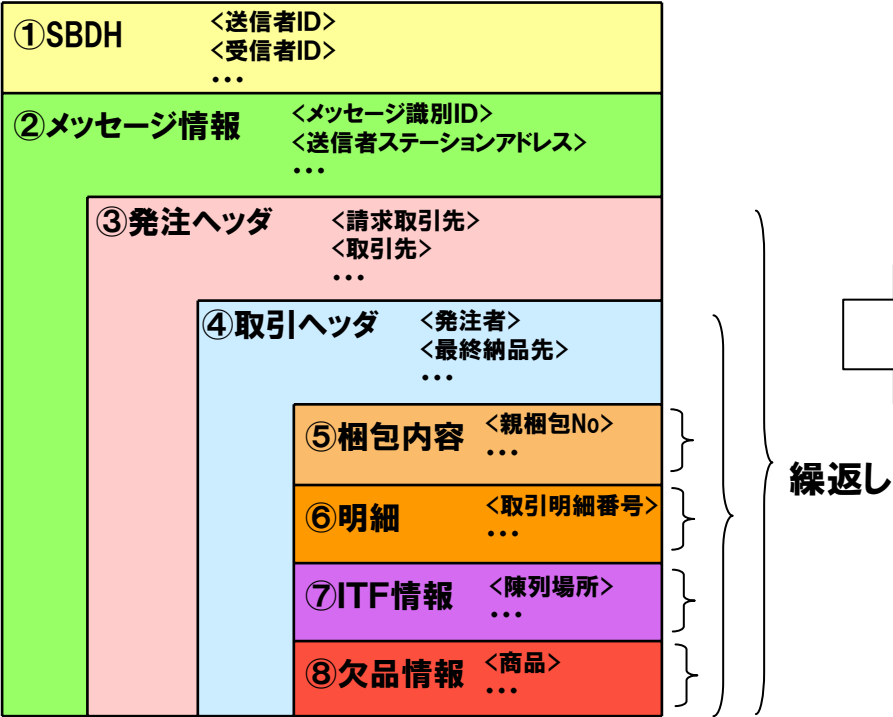 ①SBDH
<送信者ID>
<受信者ID>
・・・
②メッセージ情報
<メッセージ識別ID>
<送信者ステーションアドレス>
・・・
③発注ヘッダ
<請求取引先>
<取引先>
・・・
④取引ヘッダ
<発注者>
<最終納品先>
・・・
⑤梱包内容
<親梱包No>
・・・
⑥明細
<取引明細番号>
・・・
⑦ITF情報
<陳列場所>
・・・
⑧欠品情報
<商品>
・・・
繰返し